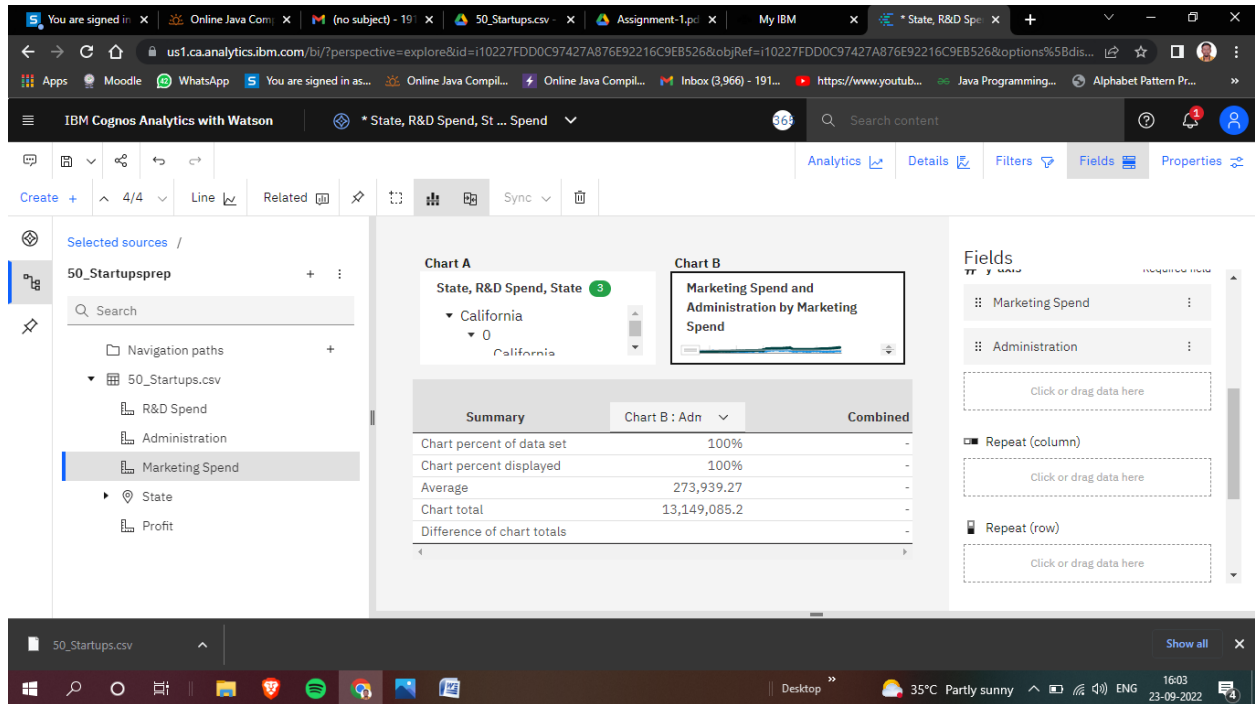 You are signed in
Online Java Com
(no subject) - 191
50_Startups.csv -
Assignment-1.pd
My IBM
* State, R&D Spe
us1.ca.analytics.ibm.com/bi/?perspective=explore&id=i10227FDD0C97427A876E92216C9EB526&objRef=i10227FDD0C97427A876E92216C9EB526&options%5Bdis...
Apps
Moodle
WhatsApp
You are signed in as...
Online Java Compil...
Online Java Compil...
Inbox (3,966) - 191...
https://www.youtub...
Java Programming...
Alphabet Pattern Pr...
»
IBM Cognos Analytics with Watson
* State, R&D Spend, St ... Spend
365
Search content
Analytics
Details
Filters
Fields
Properties
Create +
4/4
Line
Related
Sync
Selected sources /
50_Startupsprep
Search
Navigation paths
50_Startups.csv
R&D Spend
Administration
Marketing Spend
State
Profit
Chart A
State, R&D Spend, State 3
California
0
California
Chart B
Marketing Spend and
Administration by Marketing
Spend
Summary Chart B : Adn Combined
Chart percent of data set 100% -
Chart percent displayed 100% -
Average 273,939.27 -
Chart total 13,149,085.2 -
Difference of chart totals
Fields
y-axis Required field
Marketing Spend
Administration
Click or drag data here
Repeat (column)
Click or drag data here
Repeat (row)
Click or drag data here
50_Startups.csv
Show all
Desktop »
35°C Partly sunny
ENG
16:03
23-09-2022
4